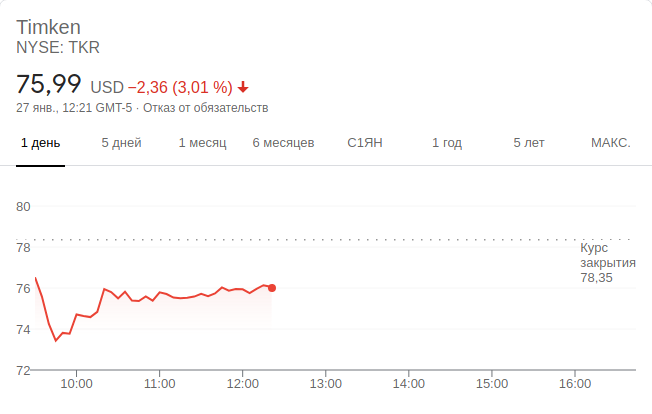 Timken
NYSE: TKR
75,99 USD −2,36 (3,01 %)
27 янв., 12:21 GMT-5 · Отказ от обязательств
1 день 5 дней 1 месяц 6 месяцев С1ЯН 1 год 5 лет МАКС.
80
78
Курс
закрытия
78,35
76
74
72
10:00 11:00 12:00 13:00 14:00 15:00 16:00